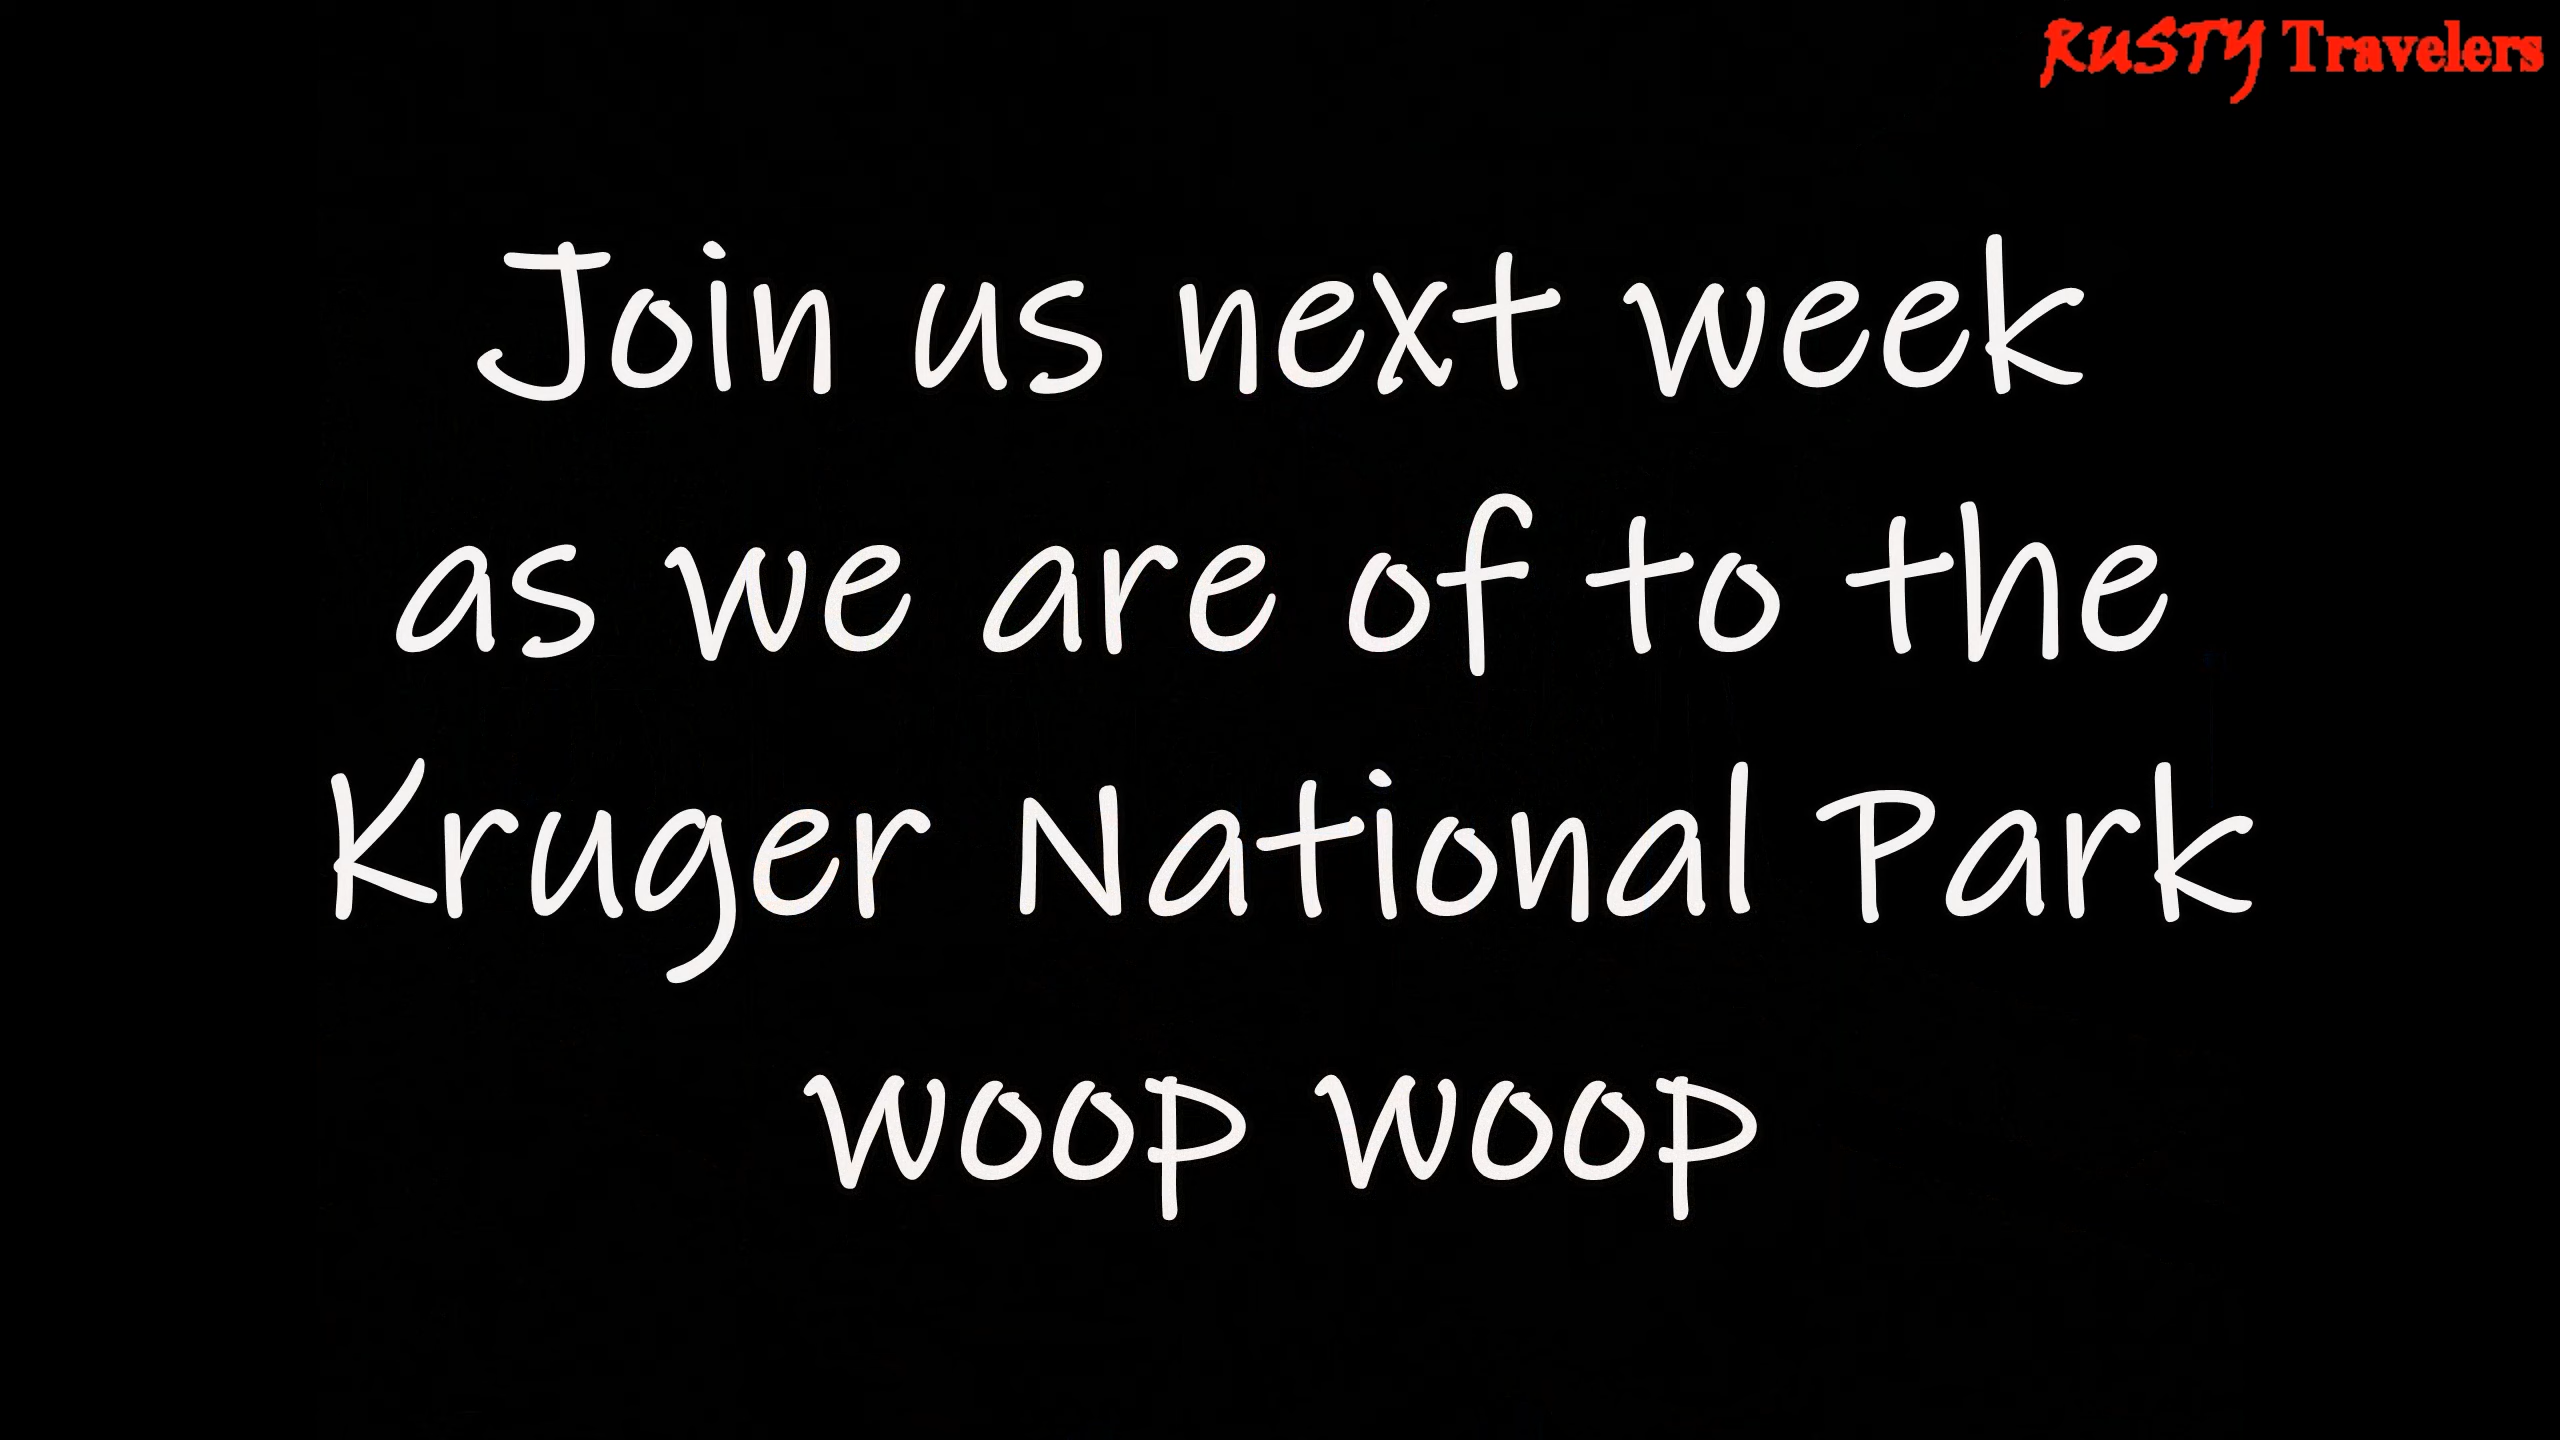 RUSTY Travelers
Join us next week
as we are of to the
Kruger National Park
woop woop